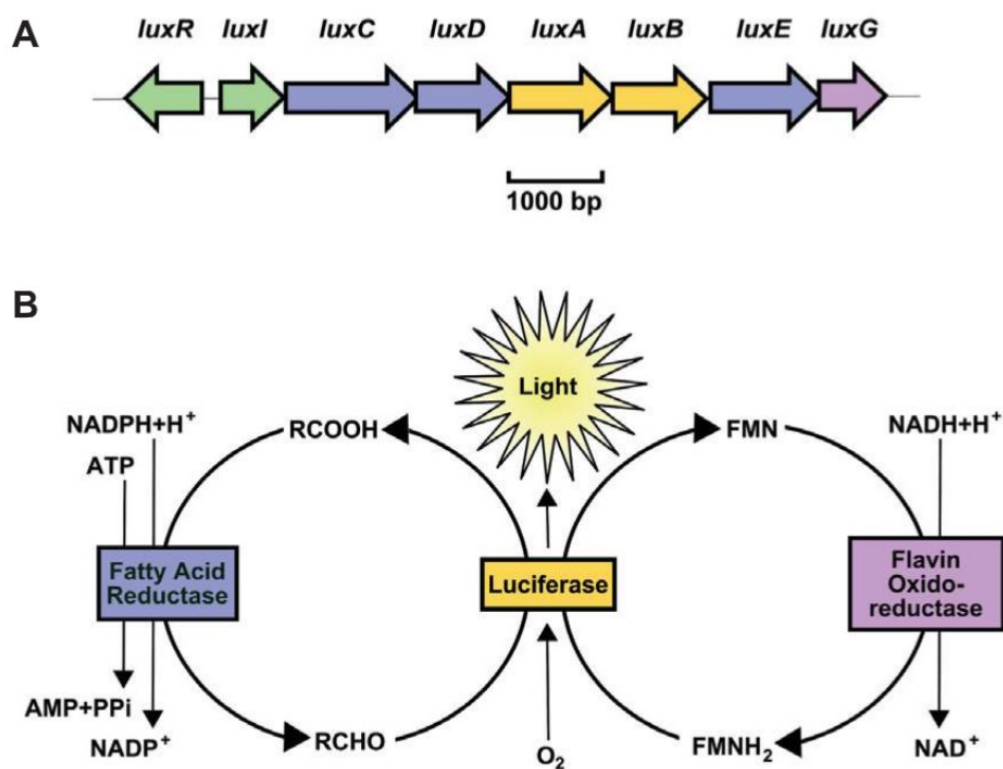 A
luxR luxI luxC luxD luxA luxB luxE luxG
1000 bp
B
Light
NADPH+H⁺
RCOOH
FMN
NADH+H⁺
ATP
Fatty Acid
Reductase
Luciferase
Flavin
Oxido-
reductase
AMP+PPi
NADP⁺
RCHO
O₂
FMNH₂
NAD⁺